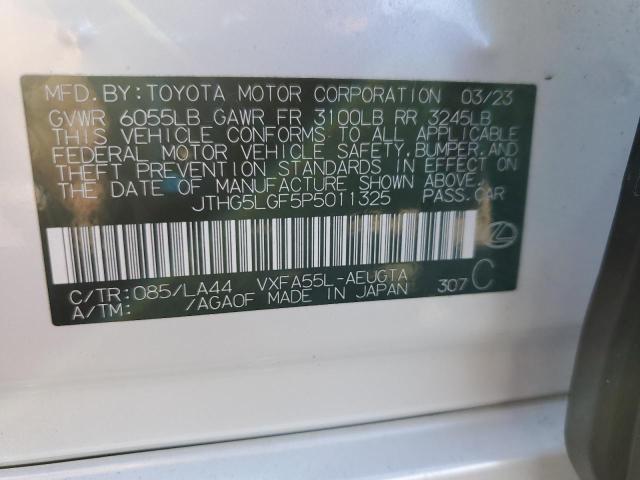 MFD. BY: TOYOTA MOTOR CORPORATION 03/23
GVWR 6055LB GAWR FR 3100LB RR 3245LB
THIS VEHICLE CONFORMS TO ALL APPLICABLE
FEDERAL MOTOR VEHICLE SAFETY, BUMPER, AND
THEFT PREVENTION STANDARDS IN EFFECT ON
THE DATE OF MANUFACTURE SHOWN ABOVE.
JTHG5LGF5P5011325 PASS. CAR
C/TR: 085/LA44 VXFA55L-AEUGTA 307 C
A/TM: /AGA0F MADE IN JAPAN